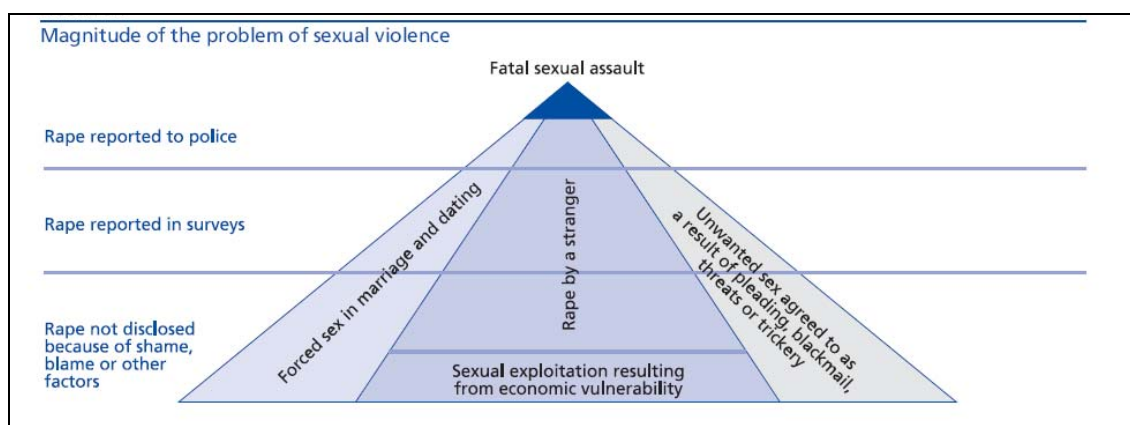 Magnitude of the problem of sexual violence
Fatal sexual assault
Rape reported to police
Rape reported in surveys
Rape not disclosed
because of shame,
blame or other
factors
Forced sex in marriage and dating
Rape by a stranger
Unwanted sex agreed to as
a result of pleading, blackmail,
threats or trickery
Sexual exploitation resulting
from economic vulnerability